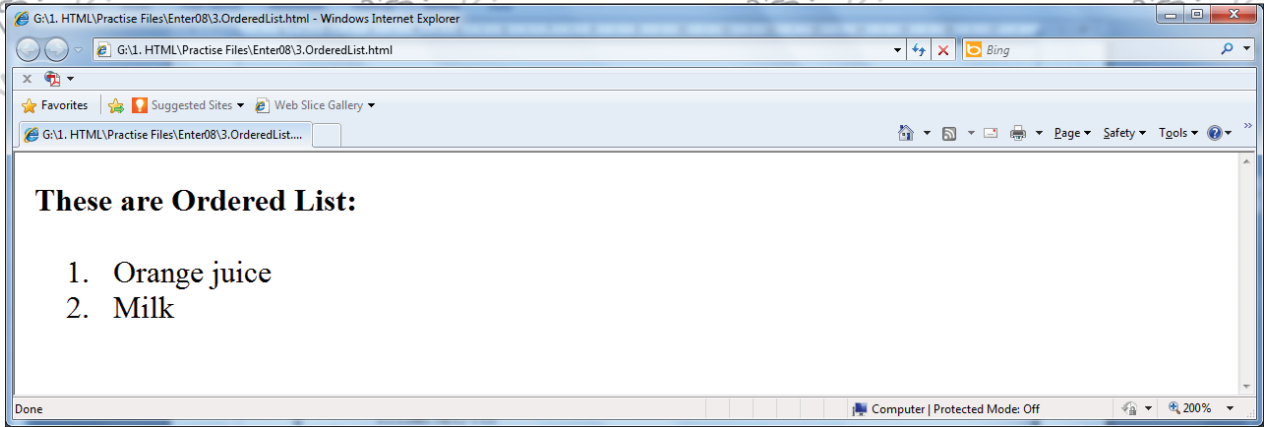 G:\1. HTML\Practise Files\Enter08\3.OrderedList.html - Windows Internet Explorer
G:\1. HTML\Practise Files\Enter08\3.OrderedList.html
Bing
x
Favorites Suggested Sites Web Slice Gallery
G:\1. HTML\Practise Files\Enter08\3.OrderedList.... Page Safety Tools
These are Ordered List:
1. Orange juice
2. Milk
Done Computer | Protected Mode: Off 200%